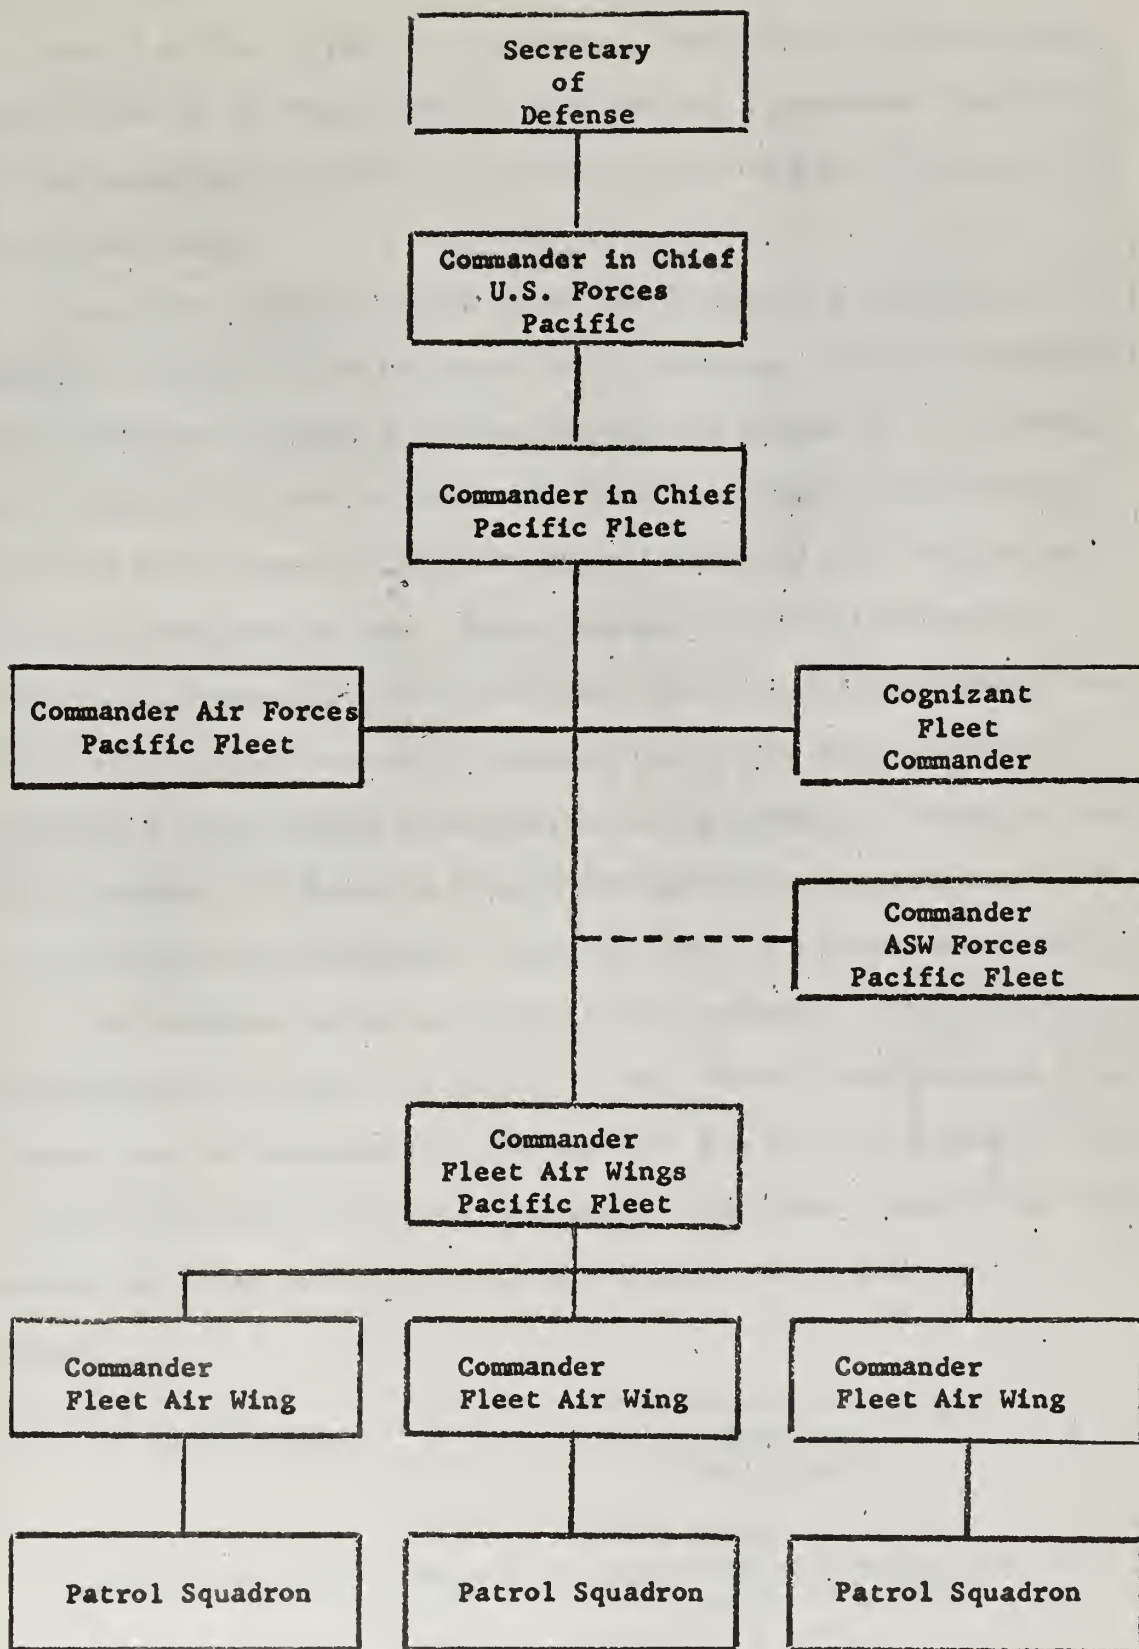 Secretary
of
Defense
Commander in Chief
U.S. Forces
Pacific
Commander in Chief
Pacific Fleet
Commander Air Forces
Pacific Fleet
Cognizant
Fleet
Commander
Commander
ASW Forces
Pacific Fleet
Commander
Fleet Air Wings
Pacific Fleet
Commander
Fleet Air Wing
Commander
Fleet Air Wing
Commander
Fleet Air Wing
Patrol Squadron
Patrol Squadron
Patrol Squadron